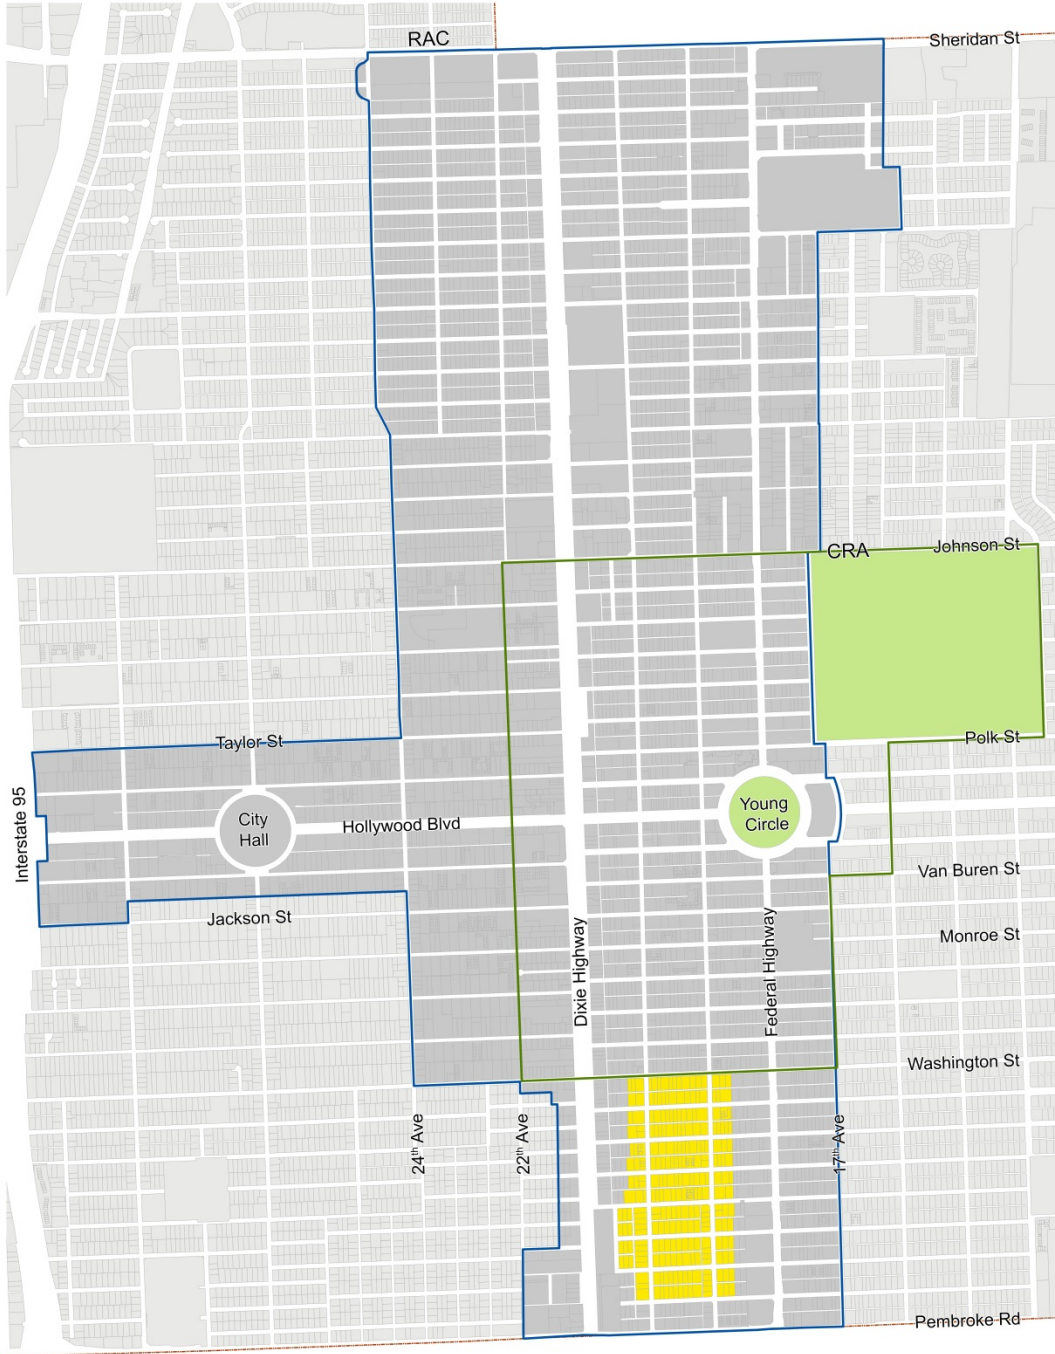 RAC
Sheridan St
CRA
Johnson St
Taylor St
Polk St
Interstate 95
City
Hall
Hollywood Blvd
Young
Circle
Van Buren St
Jackson St
Monroe St
Dixie Highway
Federal Highway
Washington St
24th Ave
22th Ave
17th Ave
Pembroke Rd